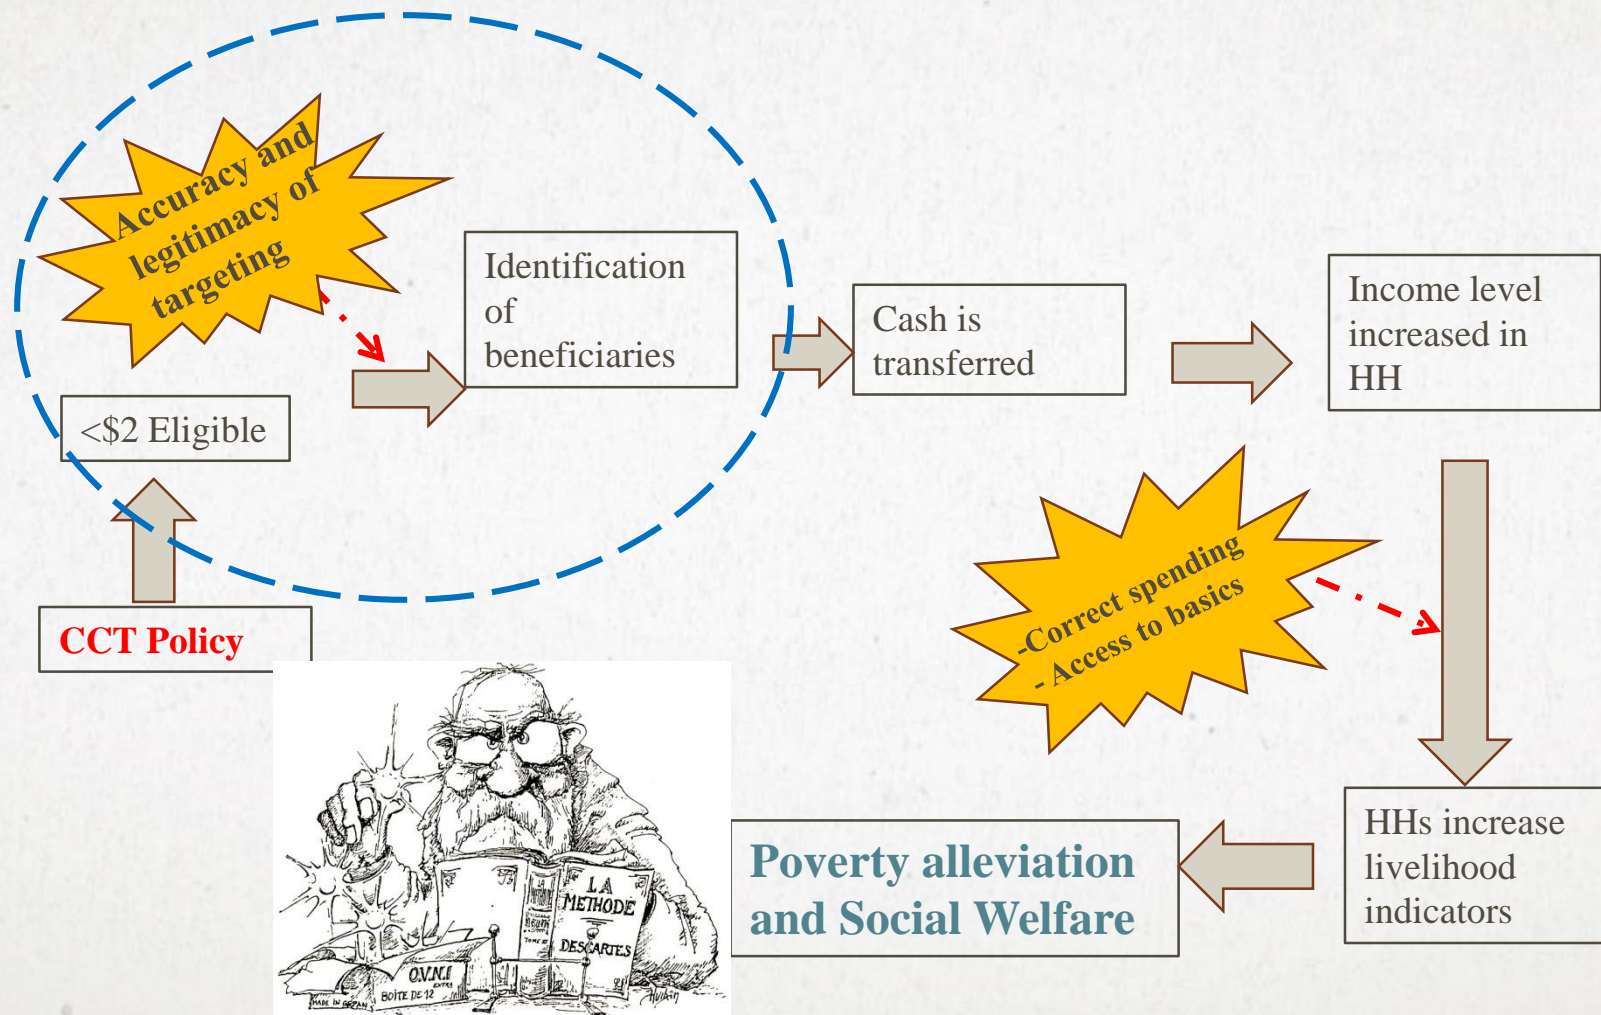 Accuracy and
legitimacy of
targeting
Identification
of
beneficiaries
<$2 Eligible
CCT Policy
Cash is
transferred
Income level
increased in
HH
-Correct spending
- Access to basics
HHs increase
livelihood
indicators
Poverty alleviation
and Social Welfare
LA
METHODE
DESCARTES
O.V.N.I
BOÎTE DE 12